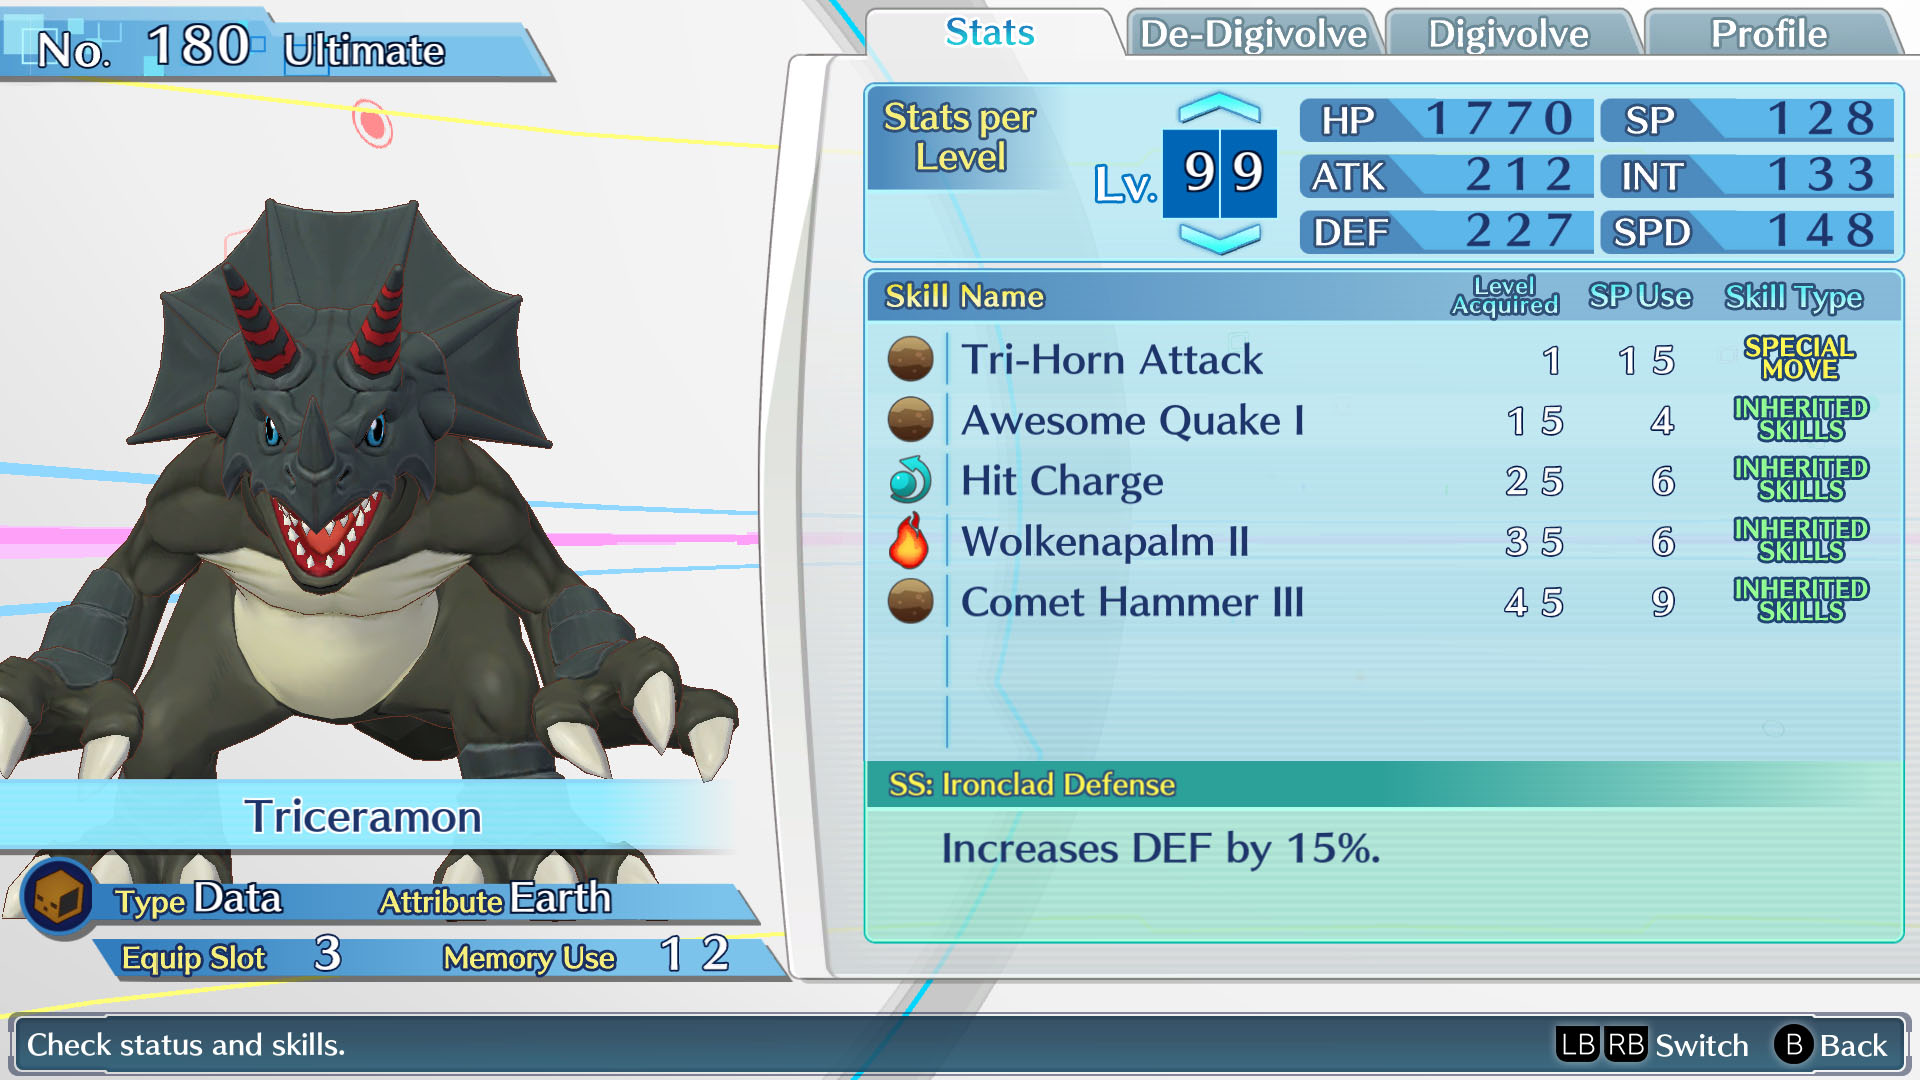 No. 180 Ultimate
Stats De-Digivolve Digivolve Profile
Stats per
Level
Lv. 99
HP 1770 SP 128
ATK 212 INT 133
DEF 227 SPD 148
Skill Name Level Acquired SP Use Skill Type
Tri-Horn Attack 1 15 SPECIAL MOVE
Awesome Quake I 15 4 INHERITED SKILLS
Hit Charge 25 6 INHERITED SKILLS
Wolkenapalm II 35 6 INHERITED SKILLS
Comet Hammer III 45 9 INHERITED SKILLS
SS: Ironclad Defense
Increases DEF by 15%.
Triceramon
Type Data Attribute Earth
Equip Slot 3 Memory Use 12
Check status and skills.
LB RB Switch B Back